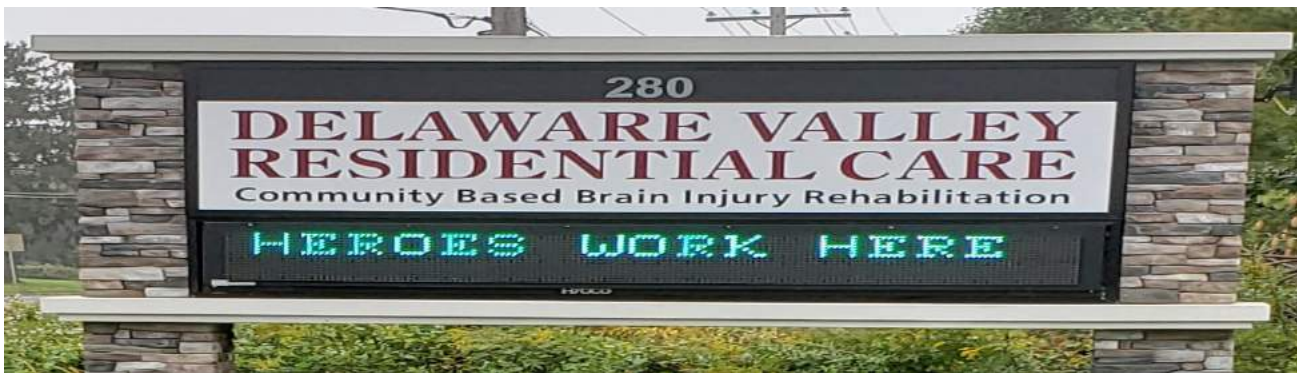 280
DELAWARE VALLEY
RESIDENTIAL CARE
Community Based Brain Injury Rehabilitation
HEROES WORK HERE